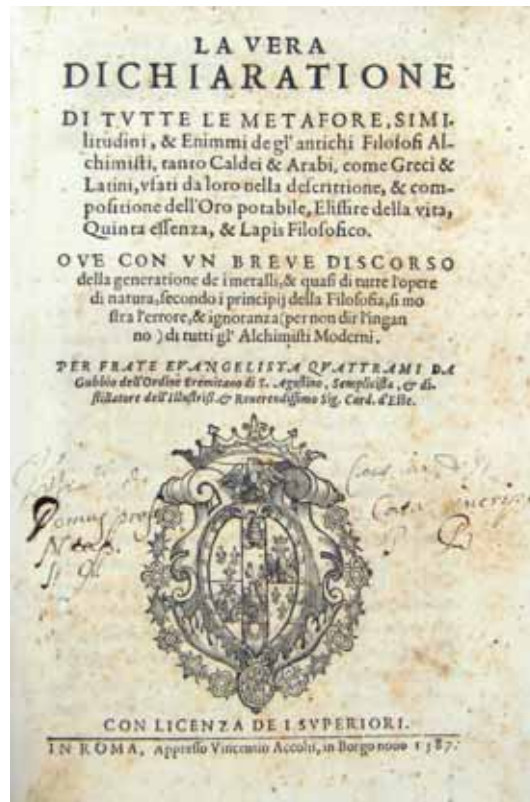 LA VERA
DICHIARATIONE
DI TVTTE LE METAFORE, SIMI-
litudini, & Enimmi de gl'antichi Filosofi Al-
chimisti, tanto Caldei & Arabi, come Greci &
Latini, vsati da loro nella descrittione, & com-
positione dell'Oro potabile, Elissire della vita,
Quinta essenza, & Lapis Filosofico.
OVE CON VN BREVE DISCORSO
della generatione de i metalli, & quasi di tutte l'opere
di natura, secondo i principij della Filosofia, si mo
stra l'errore, & ignoranza (per non dir l'ingan
no) di tutti gl' Alchimisti Moderni.
PER FRATE EVANGELISTA QVATTRAMI DA
Gubbio dell'Ordine Eremitano di S. Agustino, Semplicista, & di-
stillatore dell'Illustriss. & Reuerendissimo Sig. Card. d'Este.
Domus
CON LICENZA DE I SVPERIORI.
IN ROMA, Appresso Vincentio Accolti, in Borgo nouo 1587.